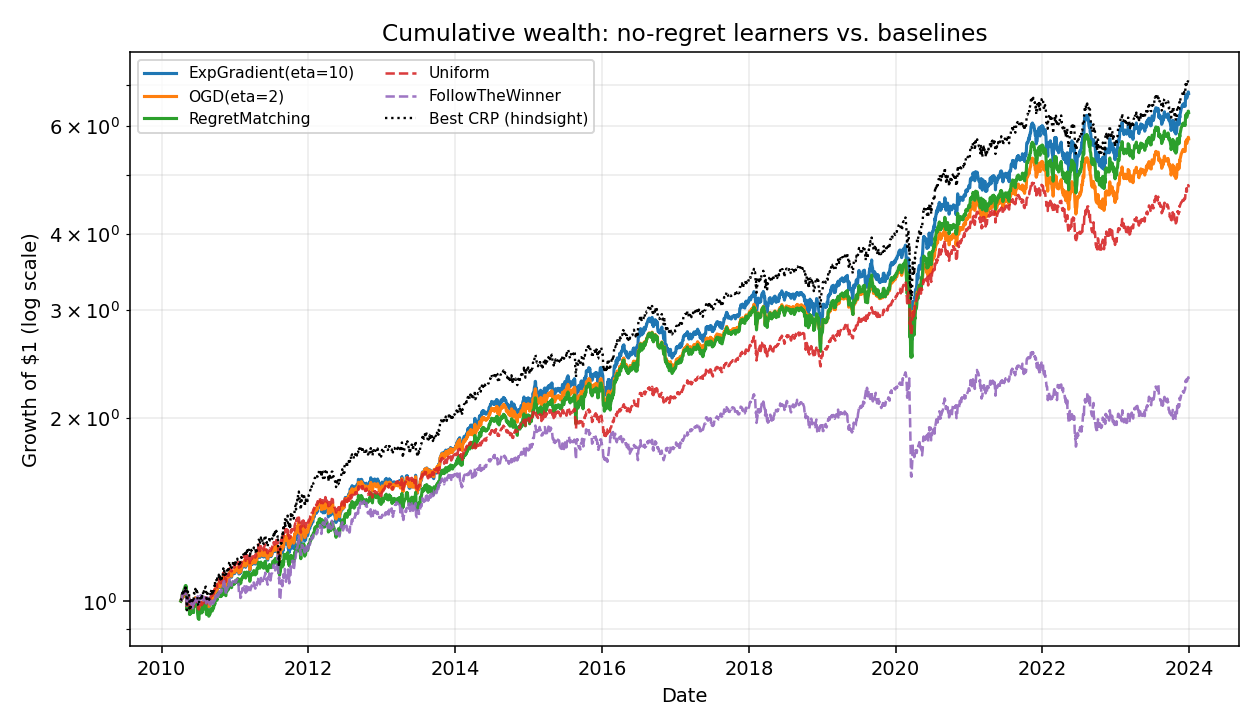 Cumulative wealth: no-regret learners vs. baselines
ExpGradient(eta=10)
OGD(eta=2)
RegretMatching
Uniform
FollowTheWinner
Best CRP (hindsight)
Growth of $1 (log scale)
6 × 10⁰
4 × 10⁰
3 × 10⁰
2 × 10⁰
10⁰
2010 2012 2014 2016 2018 2020 2022 2024
Date